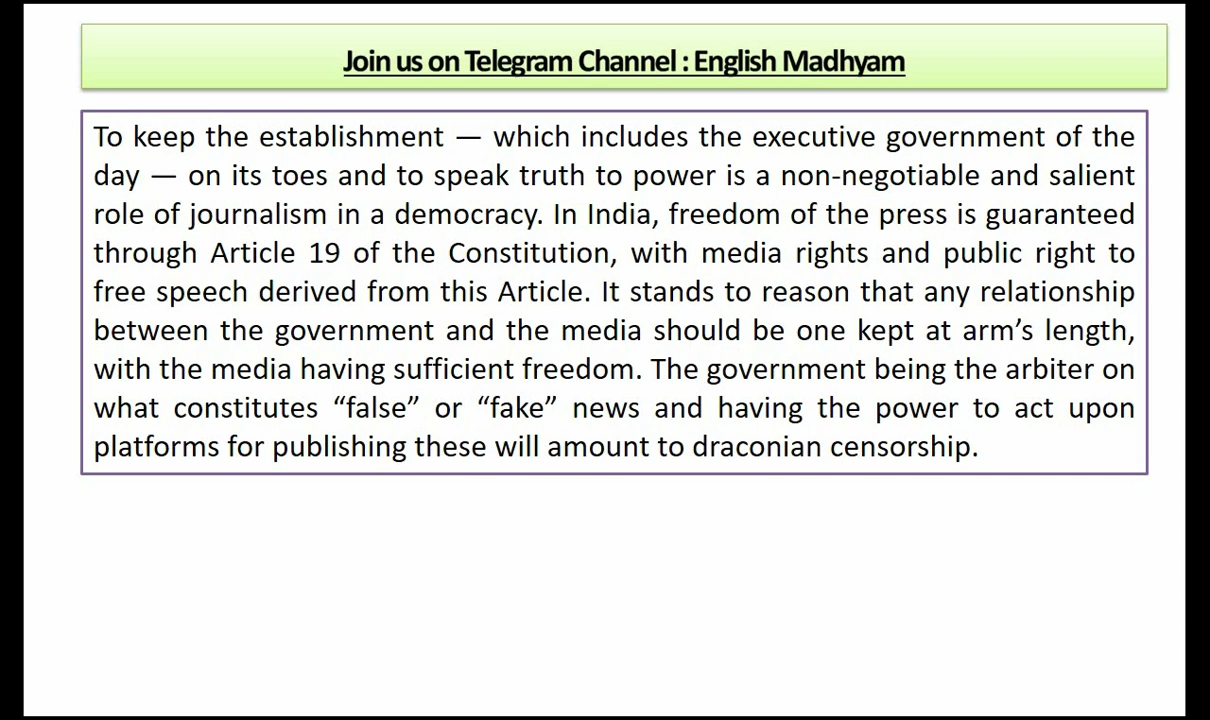 Join us on Telegram Channel : English Madhyam
To keep the establishment — which includes the executive government of the
day — on its toes and to speak truth to power is a non-negotiable and salient
role of journalism in a democracy. In India, freedom of the press is guaranteed
through Article 19 of the Constitution, with media rights and public right to
free speech derived from this Article. It stands to reason that any relationship
between the government and the media should be one kept at arm’s length,
with the media having sufficient freedom. The government being the arbiter on
what constitutes “false” or “fake” news and having the power to act upon
platforms for publishing these will amount to draconian censorship.